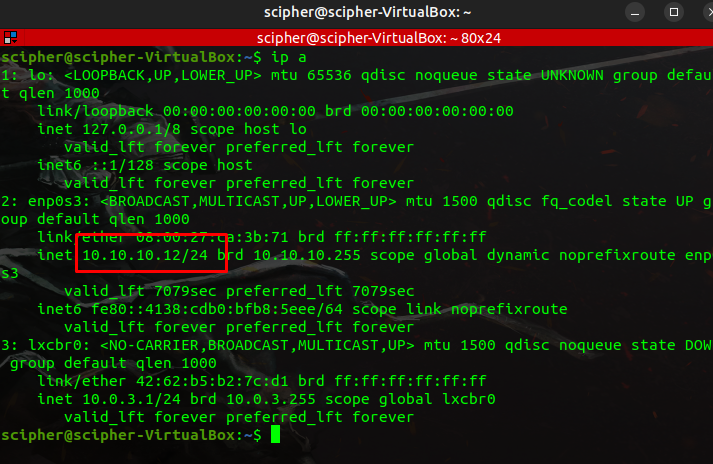 scipher@scipher-VirtualBox: ~
scipher@scipher-VirtualBox: ~ 80x24
scipher@scipher-VirtualBox:~$ ip a
1: lo: <LOOPBACK,UP,LOWER_UP> mtu 65536 qdisc noqueue state UNKNOWN group defau
t qlen 1000
    link/loopback 00:00:00:00:00:00 brd 00:00:00:00:00:00
    inet 127.0.0.1/8 scope host lo
       valid_lft forever preferred_lft forever
    inet6 ::1/128 scope host
       valid_lft forever preferred_lft forever
2: enp0s3: <BROADCAST,MULTICAST,UP,LOWER_UP> mtu 1500 qdisc fq_codel state UP g
oup default qlen 1000
    link/ether 08:00:27:ca:3b:71 brd ff:ff:ff:ff:ff:ff
    inet 10.10.10.12/24 brd 10.10.10.255 scope global dynamic noprefixroute enp
s3
       valid_lft 7079sec preferred_lft 7079sec
    inet6 fe80::4138:cdb0:bfb8:5eee/64 scope link noprefixroute
       valid_lft forever preferred_lft forever
3: lxcbr0: <NO-CARRIER,BROADCAST,MULTICAST,UP> mtu 1500 qdisc noqueue state DOW
 group default qlen 1000
    link/ether 42:62:b5:b2:7c:d1 brd ff:ff:ff:ff:ff:ff
    inet 10.0.3.1/24 brd 10.0.3.255 scope global lxcbr0
       valid_lft forever preferred_lft forever
scipher@scipher-VirtualBox:~$